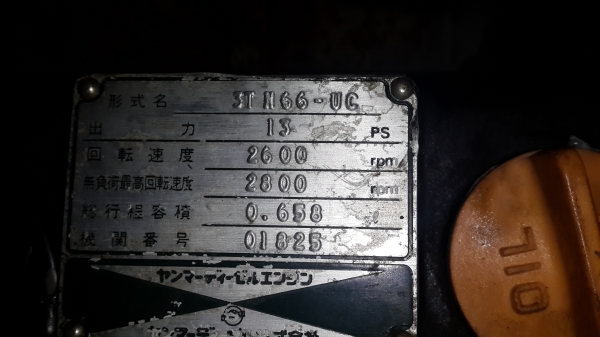 形式名 3TN66-UC
出力 13 PS
回転速度 2600 rpm
無負荷最高回転速度 2800 rpm
総行程容積 0.658
機関番号 01825
ヤンマーディーゼルエンジン
OIL